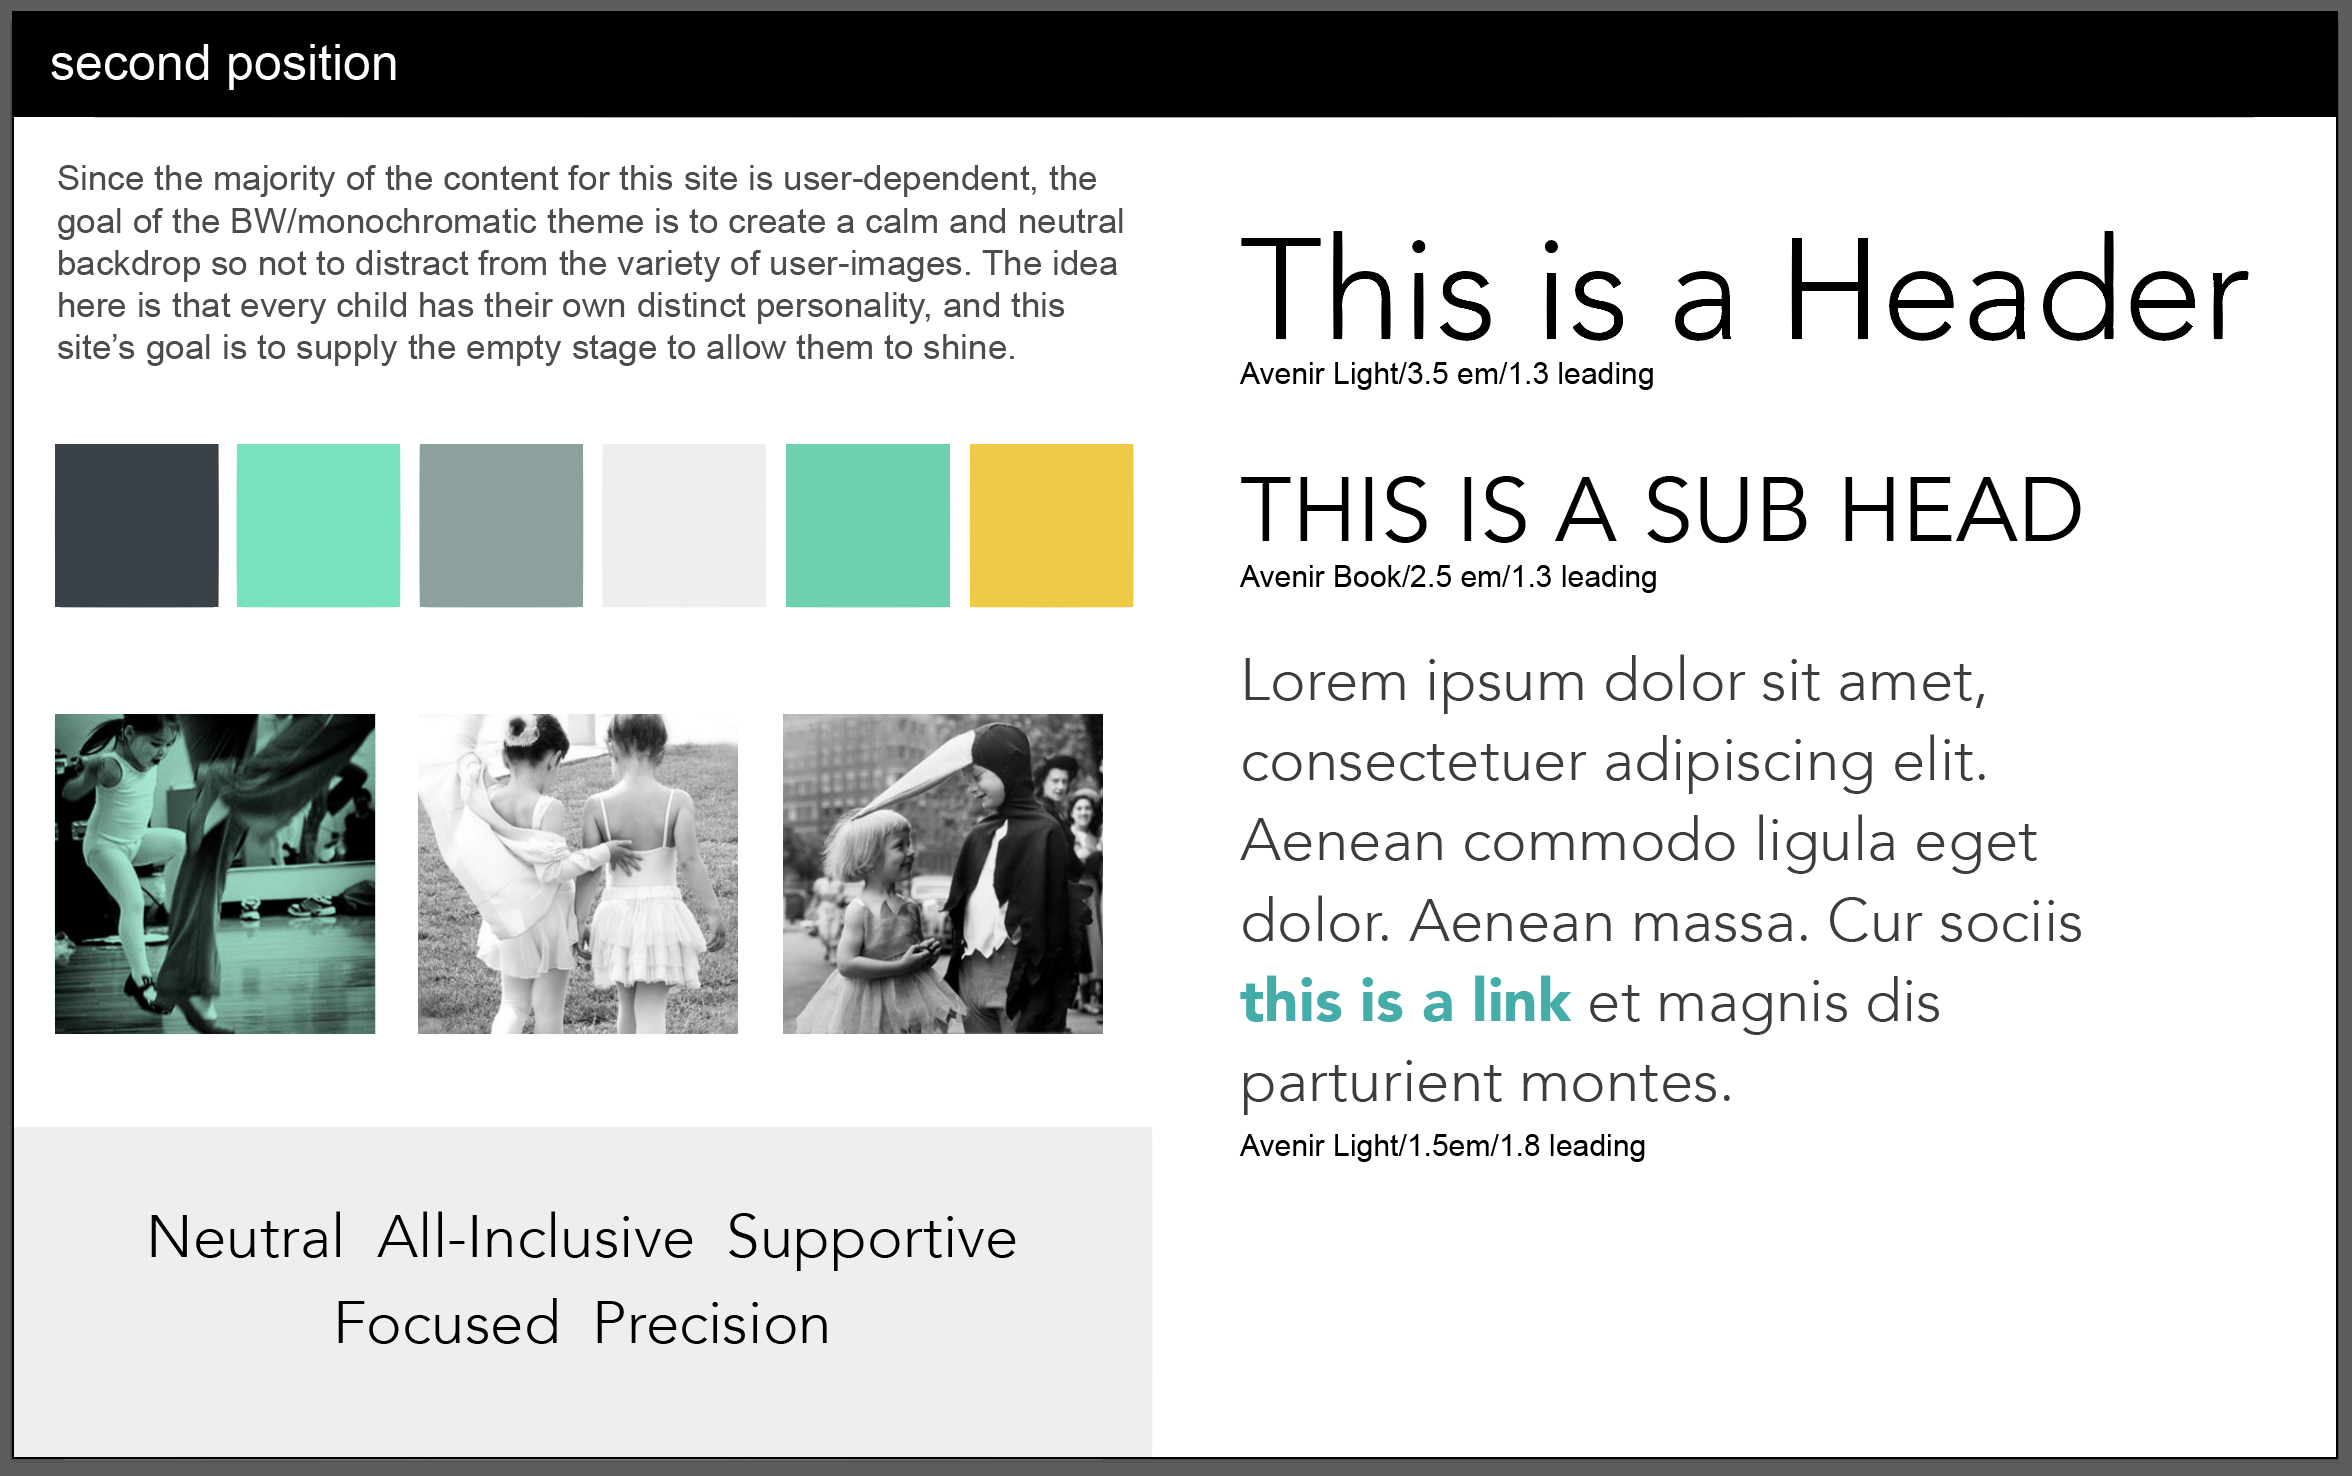 second position
Since the majority of the content for this site is user-dependent, the
goal of the BW/monochromatic theme is to create a calm and neutral
backdrop so not to distract from the variety of user-images. The idea
here is that every child has their own distinct personality, and this
site’s goal is to supply the empty stage to allow them to shine.
Neutral All-Inclusive Supportive
Focused Precision
This is a Header
Avenir Light/3.5 em/1.3 leading
THIS IS A SUB HEAD
Avenir Book/2.5 em/1.3 leading
Lorem ipsum dolor sit amet,
consectetuer adipiscing elit.
Aenean commodo ligula eget
dolor. Aenean massa. Cur sociis
this is a link et magnis dis
parturient montes.
Avenir Light/1.5em/1.8 leading